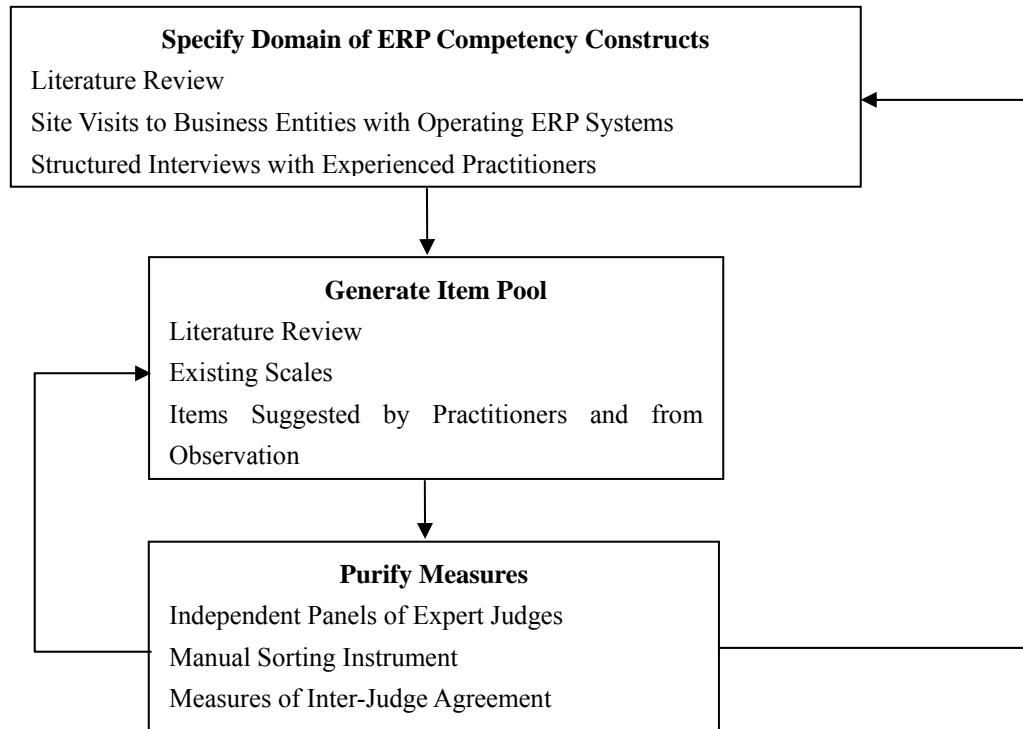 Specify Domain of ERP Competency Constructs
Literature Review
Site Visits to Business Entities with Operating ERP Systems
Structured Interviews with Experienced Practitioners
Generate Item Pool
Literature Review
Existing Scales
Items Suggested by Practitioners and from
Observation
Purify Measures
Independent Panels of Expert Judges
Manual Sorting Instrument
Measures of Inter-Judge Agreement